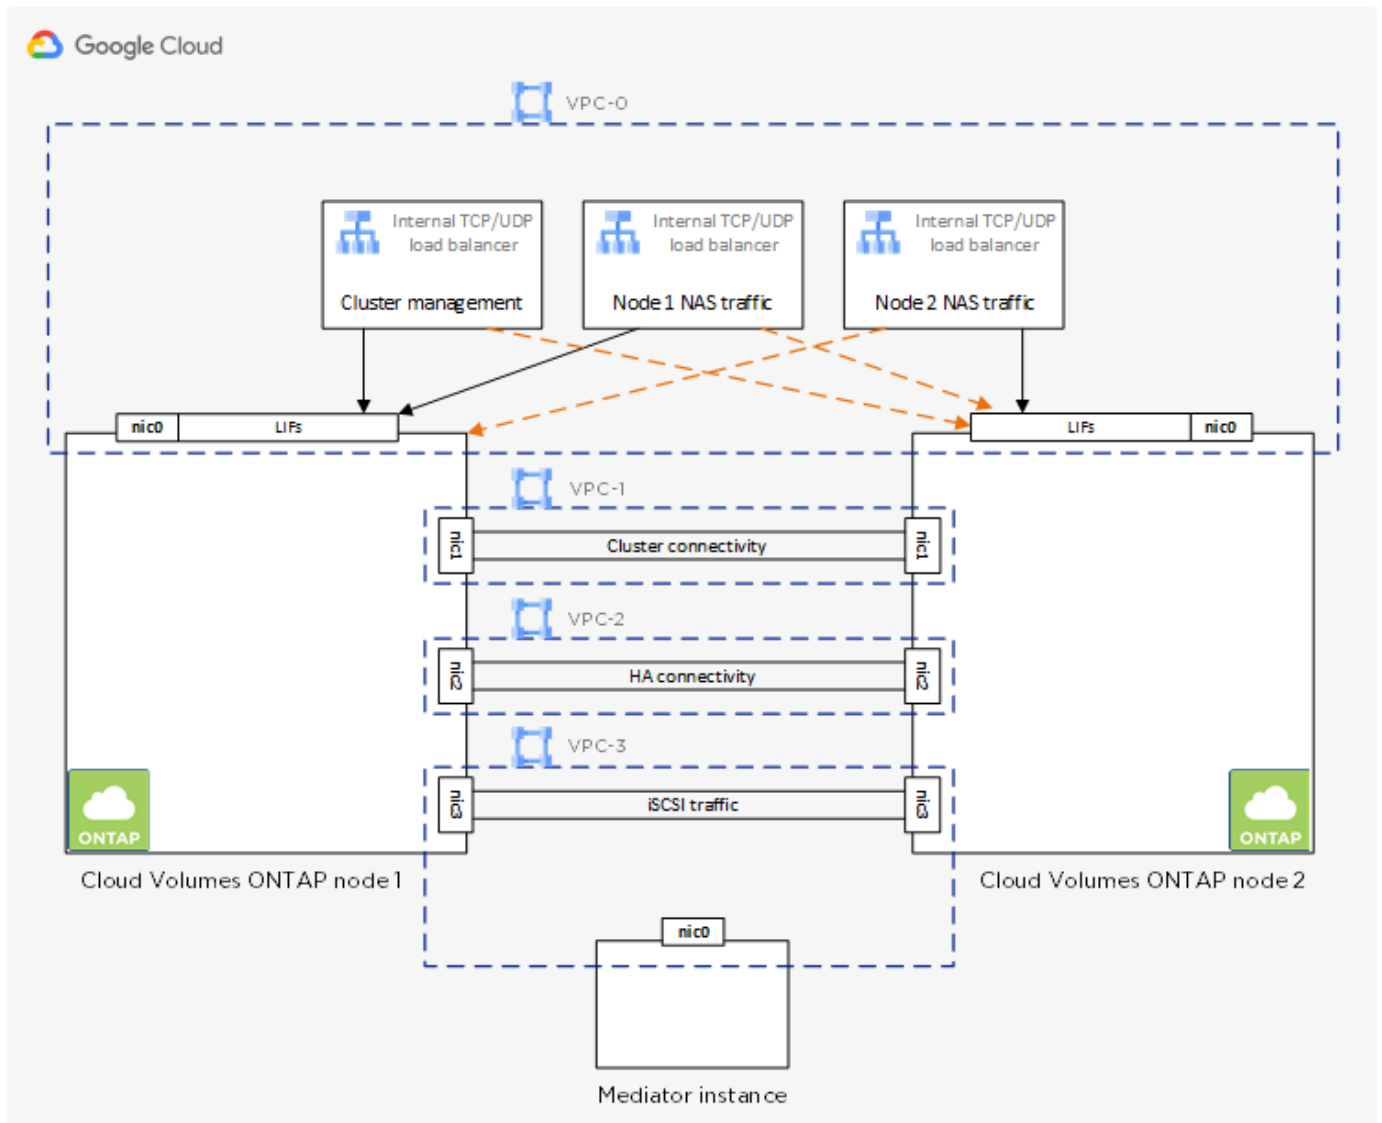 Google Cloud
VPC-0
Internal TCP/UDP
load balancer
Cluster management
Internal TCP/UDP
load balancer
Node 1 NAS traffic
Internal TCP/UDP
load balancer
Node 2 NAS traffic
nic0
LIFs
LIFs
nic0
VPC-1
nic1
Cluster connectivity
nic1
VPC-2
nic2
HA connectivity
nic2
VPC-3
nic3
iSCSI traffic
nic3
ONTAP
ONTAP
Cloud Volumes ONTAP node 1
Cloud Volumes ONTAP node 2
nic0
Mediator instance